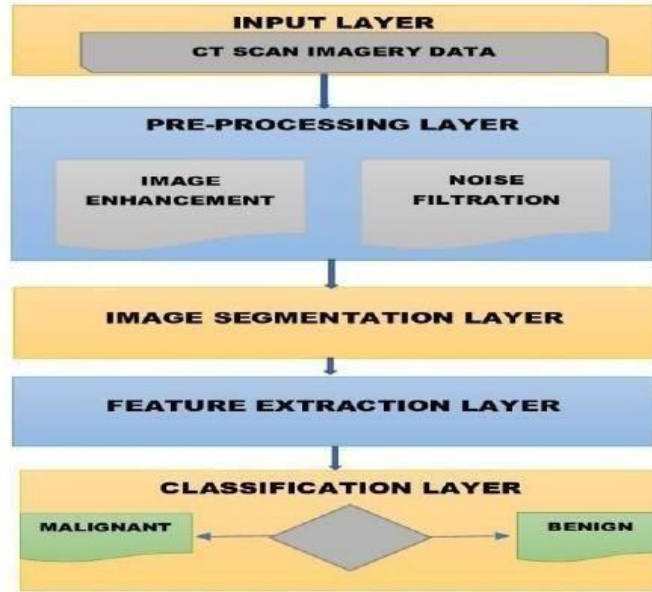 INPUT LAYER
CT SCAN IMAGERY DATA
PRE-PROCESSING LAYER
IMAGE
ENHANCEMENT
NOISE
FILTRATION
IMAGE SEGMENTATION LAYER
FEATURE EXTRACTION LAYER
CLASSIFICATION LAYER
MALIGNANT
BENIGN